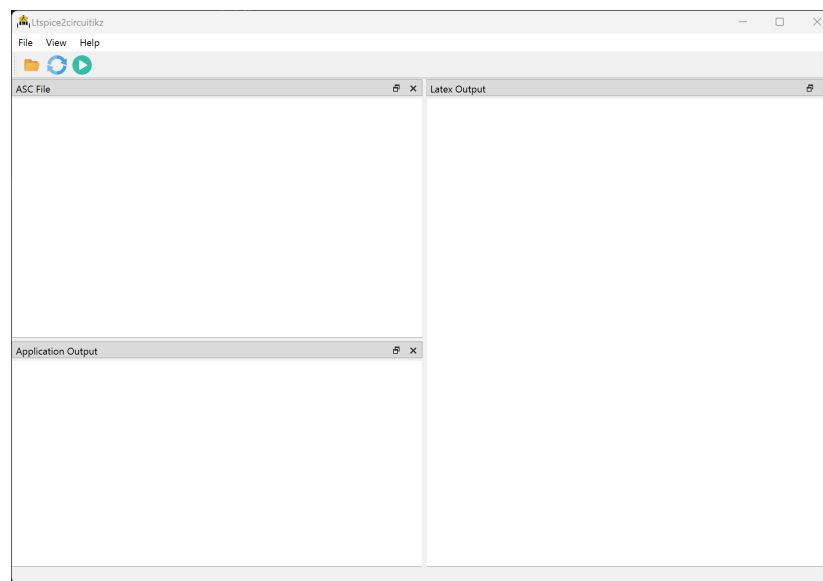 Ltspice2circuitikz
File View Help
ASC File
Latex Output
Application Output